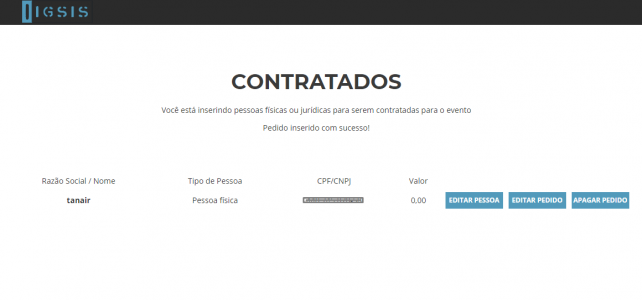 IGSIS
CONTRATADOS
Você está inserindo pessoas físicas ou jurídicas para serem contratadas para o evento
Pedido inserido com sucesso!
Razão Social / Nome Tipo de Pessoa CPF/CNPJ Valor
tanair Pessoa física 0,00 EDITAR PESSOA EDITAR PEDIDO APAGAR PEDIDO